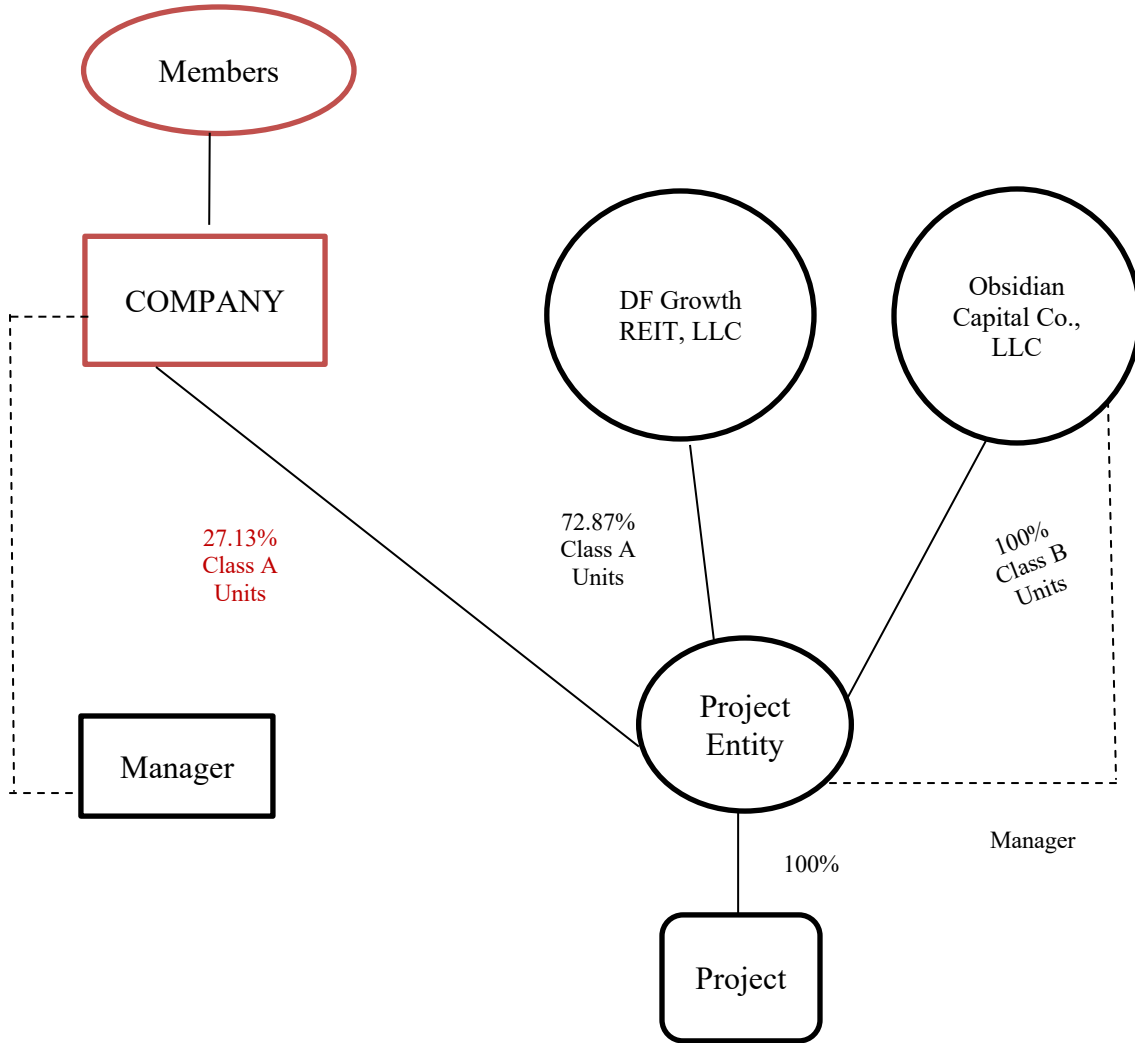 Members
COMPANY
DF Growth
REIT, LLC
Obsidian
Capital Co.,
LLC
27.13%
Class A
Units
72.87%
Class A
Units
100%
Class B
Units
Project
Entity
Manager
Manager
100%
Project